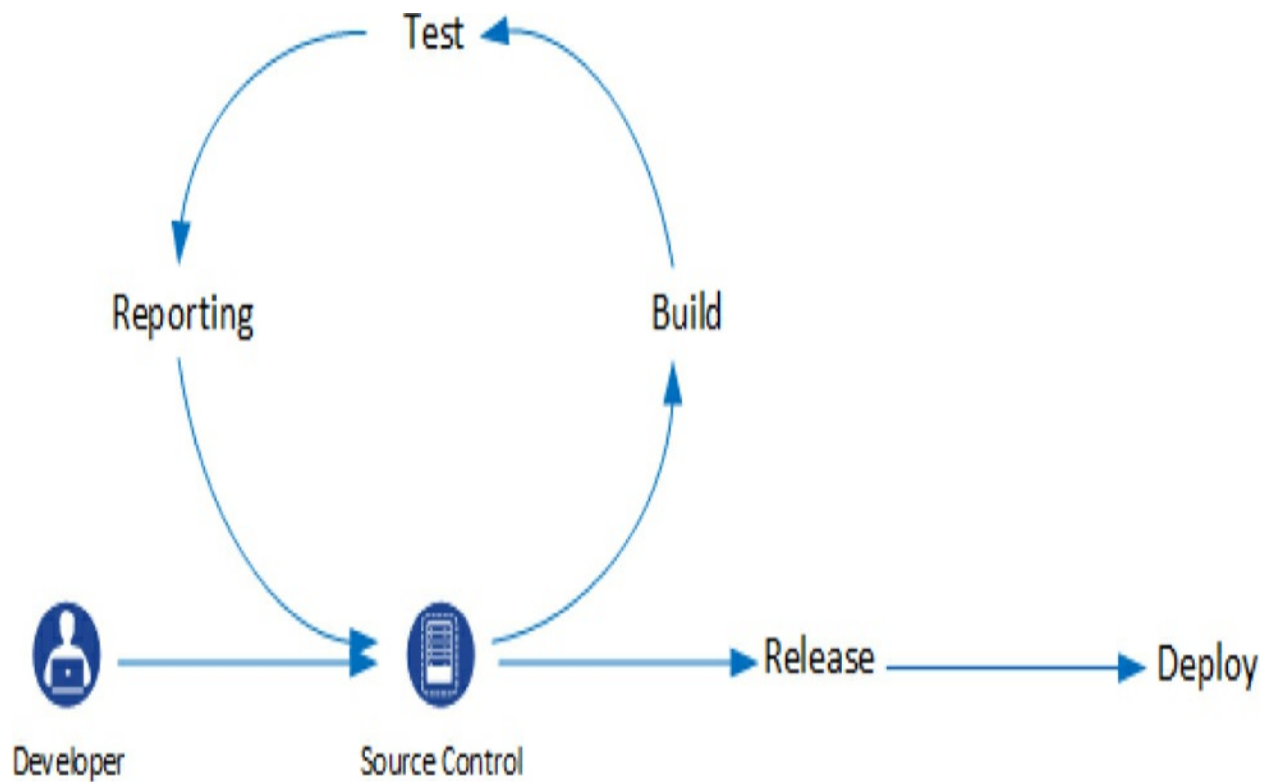 Test
Reporting
Build
Release
Deploy
Developer
Source Control